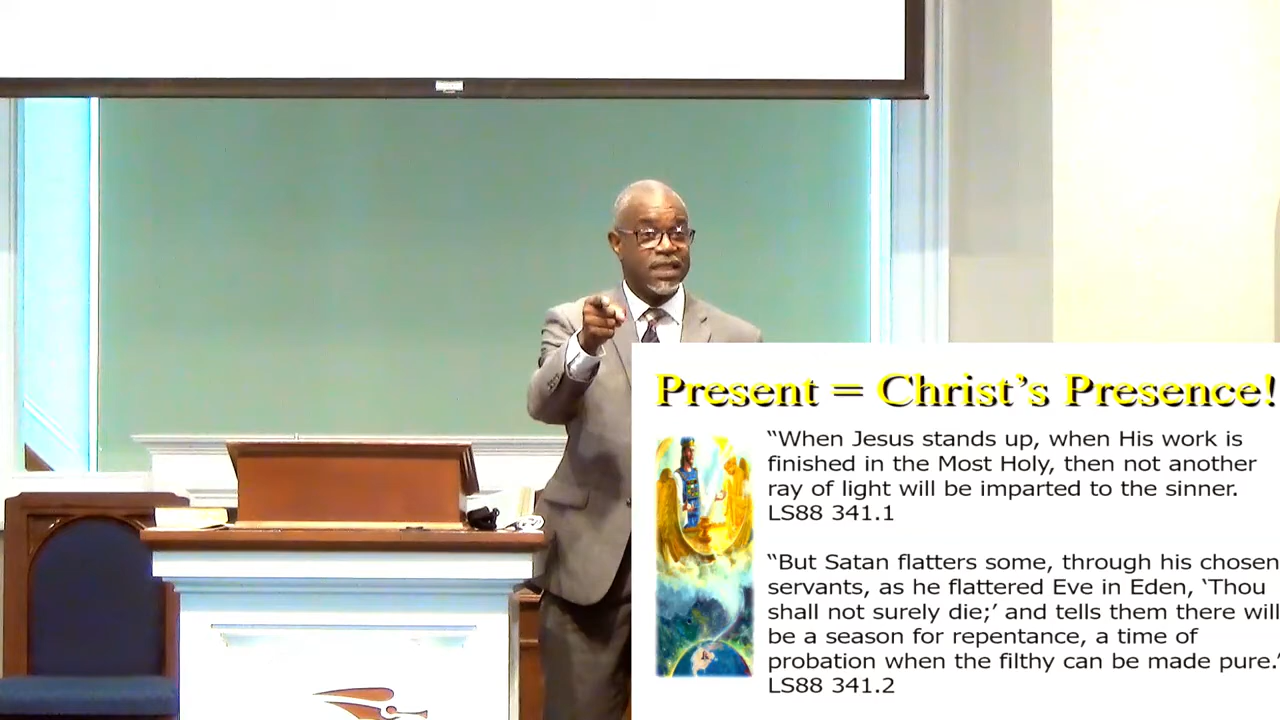 Present = Christ’s Presence!
“When Jesus stands up, when His work is
finished in the Most Holy, then not another
ray of light will be imparted to the sinner.
LS88 341.1
“But Satan flatters some, through his chosen
servants, as he flattered Eve in Eden, ‘Thou
shall not surely die;’ and tells them there will
be a season for repentance, a time of
probation when the filthy can be made pure.’
LS88 341.2